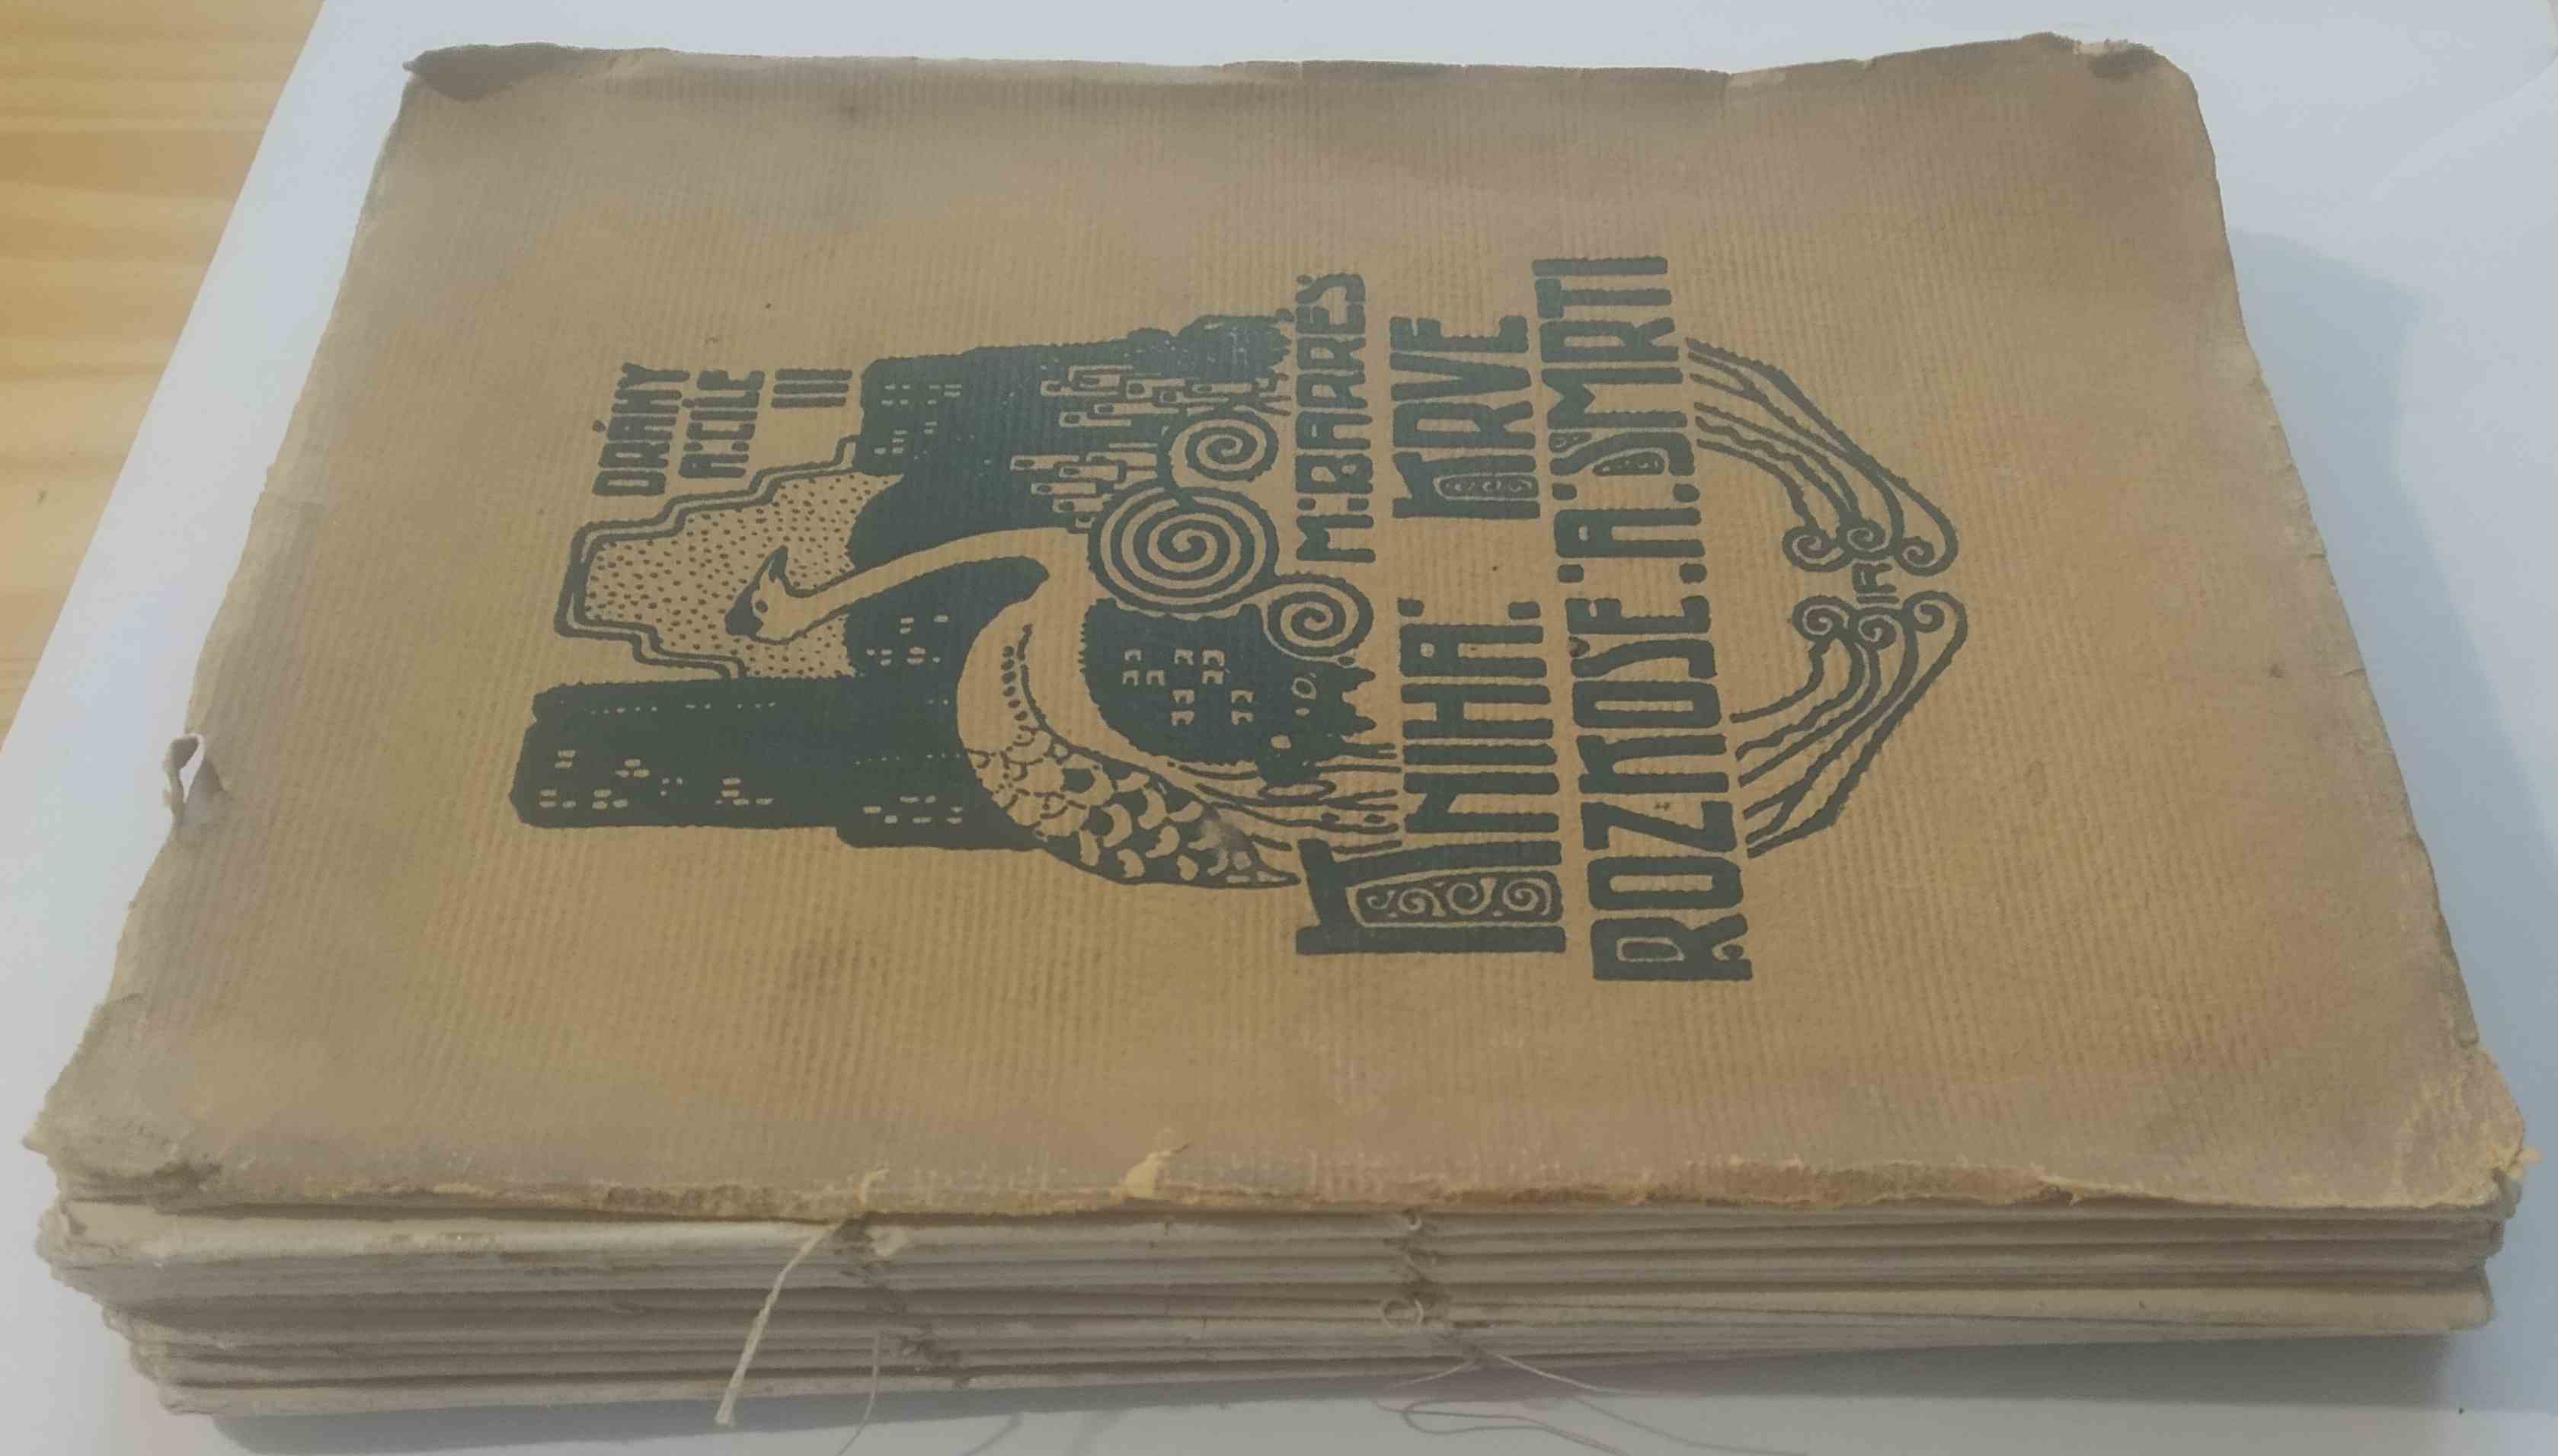 DRÁHY
A:CÍLE
III
M:BARRÈS
KNIHA: KRVE
ROZKOŠE:A:SMRTI